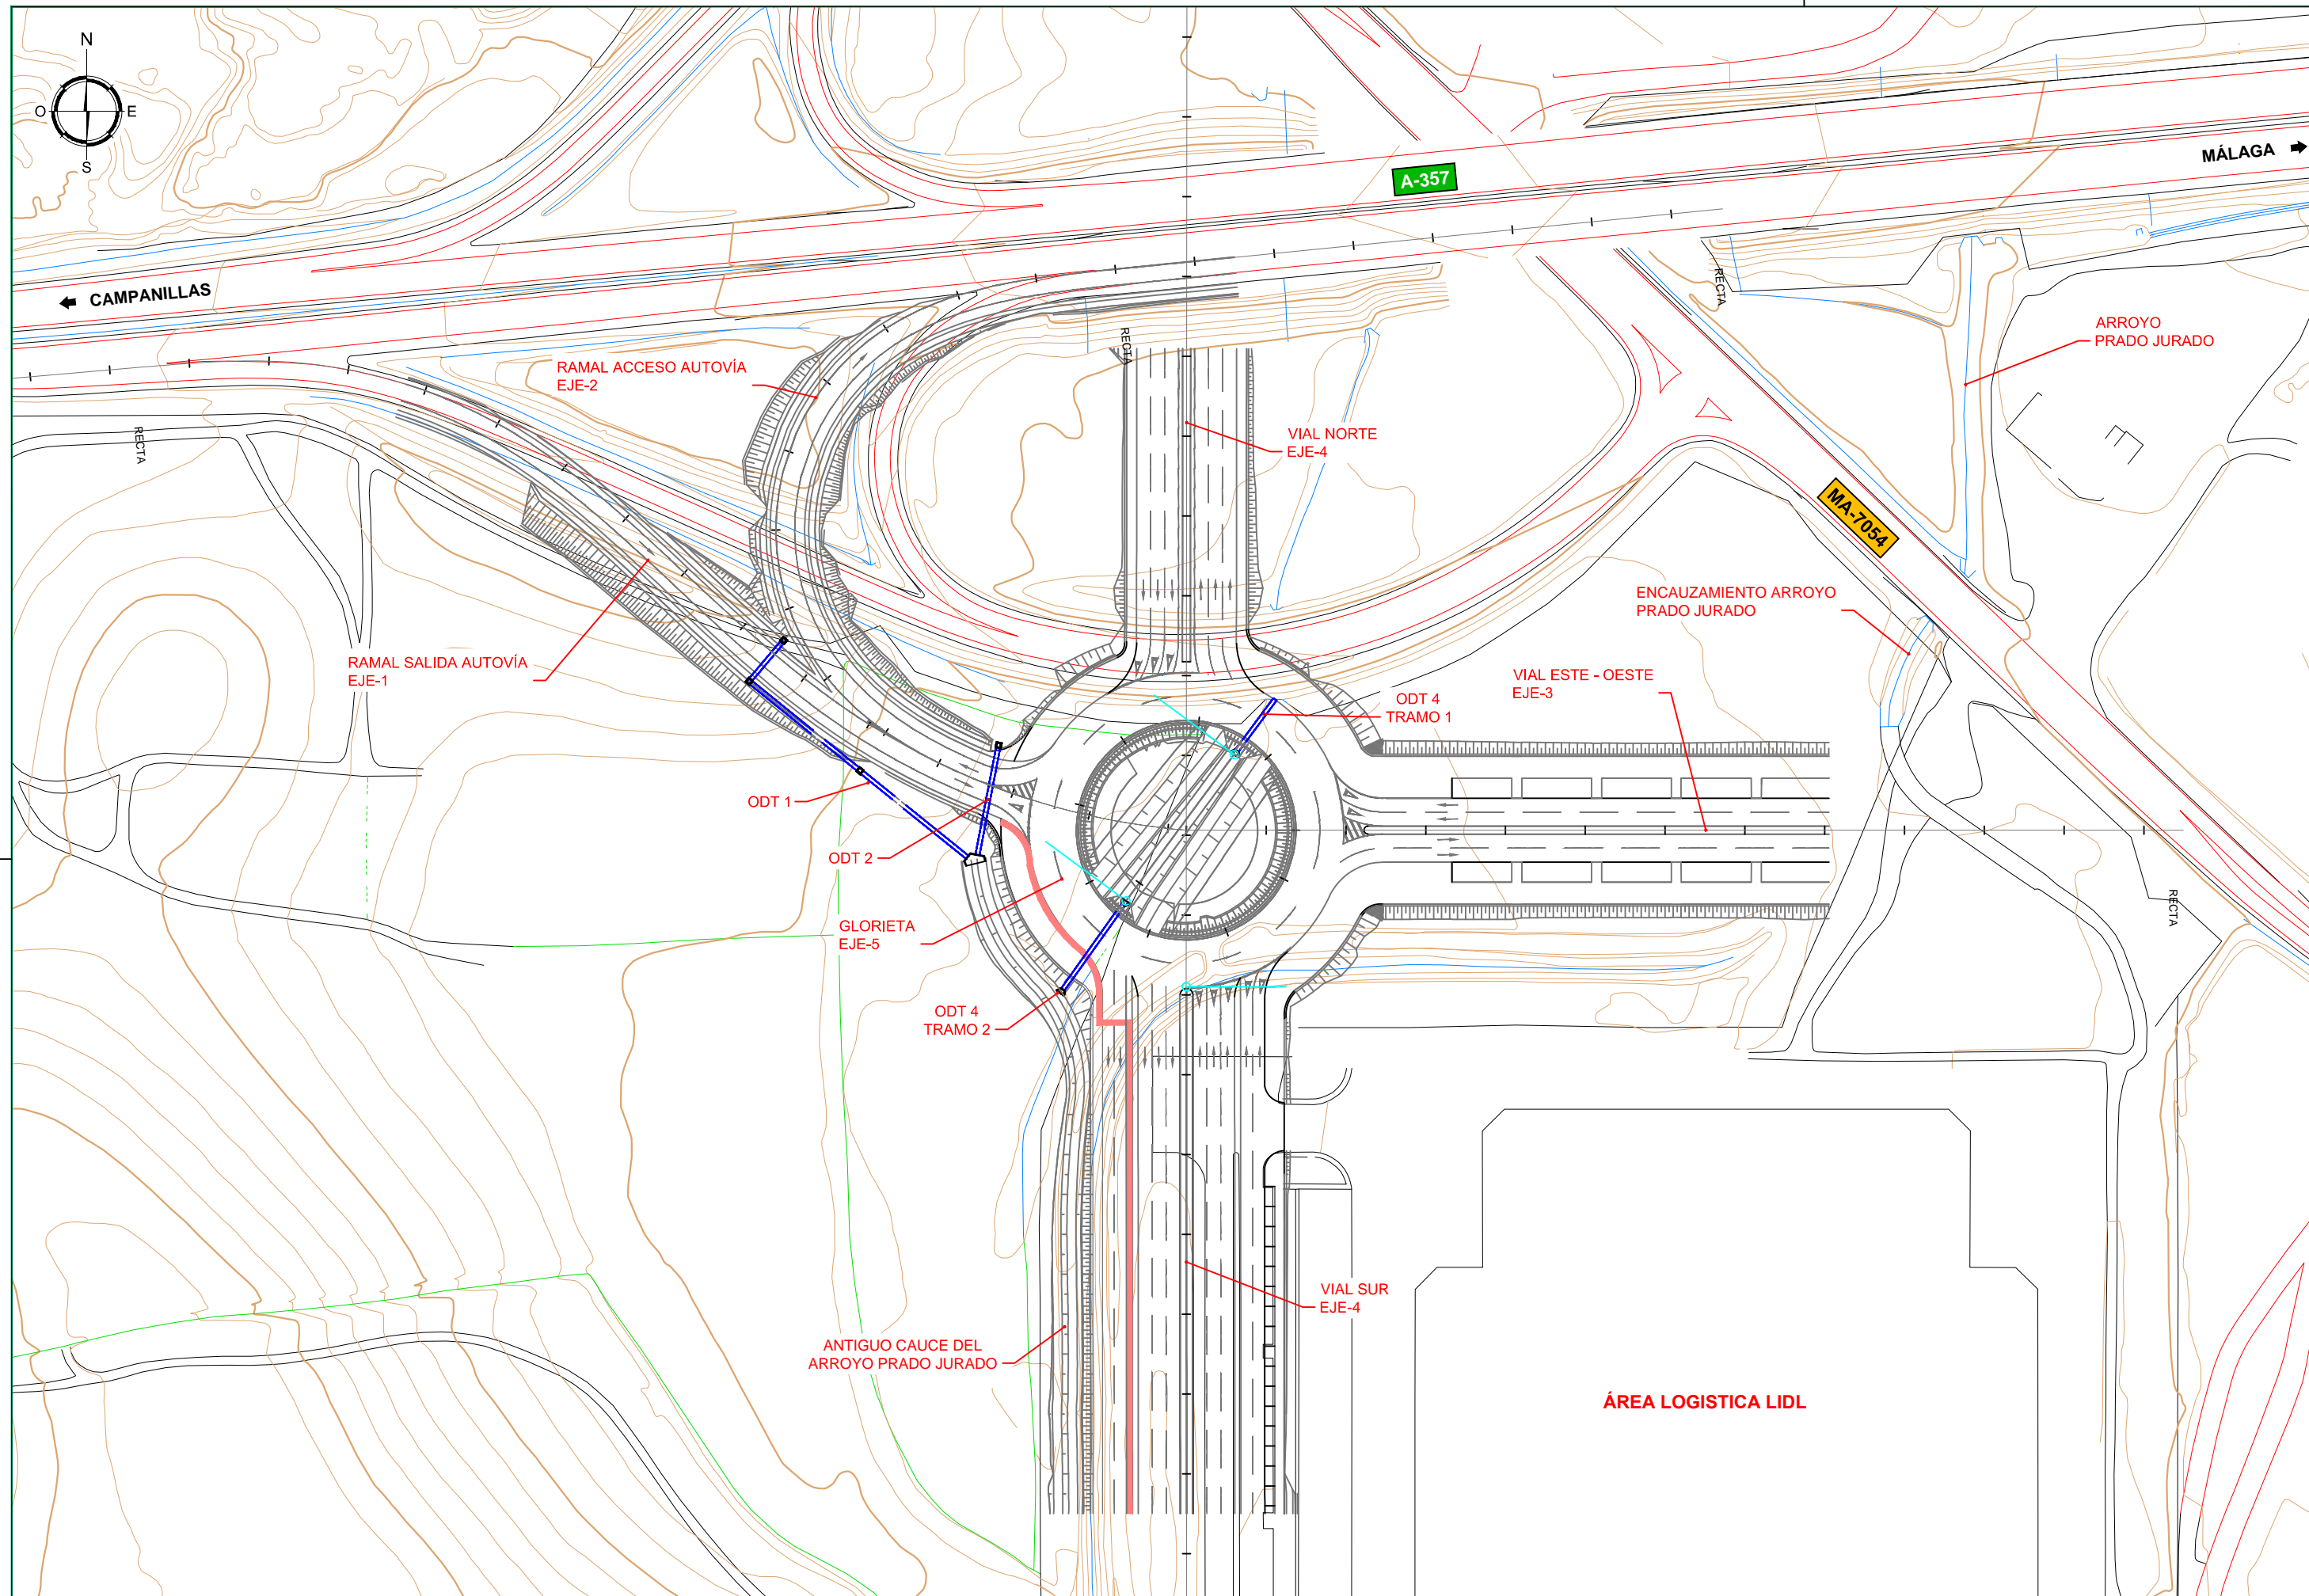 N
O
E
S
A-357
MÁLAGA
CAMPANILLAS
RECTA
RECTA
RECTA
RAMAL ACCESO AUTOVÍA
EJE-2
ARROYO
PRADO JURADO
VIAL NORTE
EJE-4
MA-7054
ENCAUZAMIENTO ARROYO
PRADO JURADO
RAMAL SALIDA AUTOVÍA
EJE-1
VIAL ESTE - OESTE
EJE-3
ODT 4
TRAMO 1
ODT 1
ODT 2
RECTA
GLORIETA
EJE-5
ODT 4
TRAMO 2
VIAL SUR
EJE-4
ANTIGUO CAUCE DEL
ARROYO PRADO JURADO
ÁREA LOGISTICA LIDL